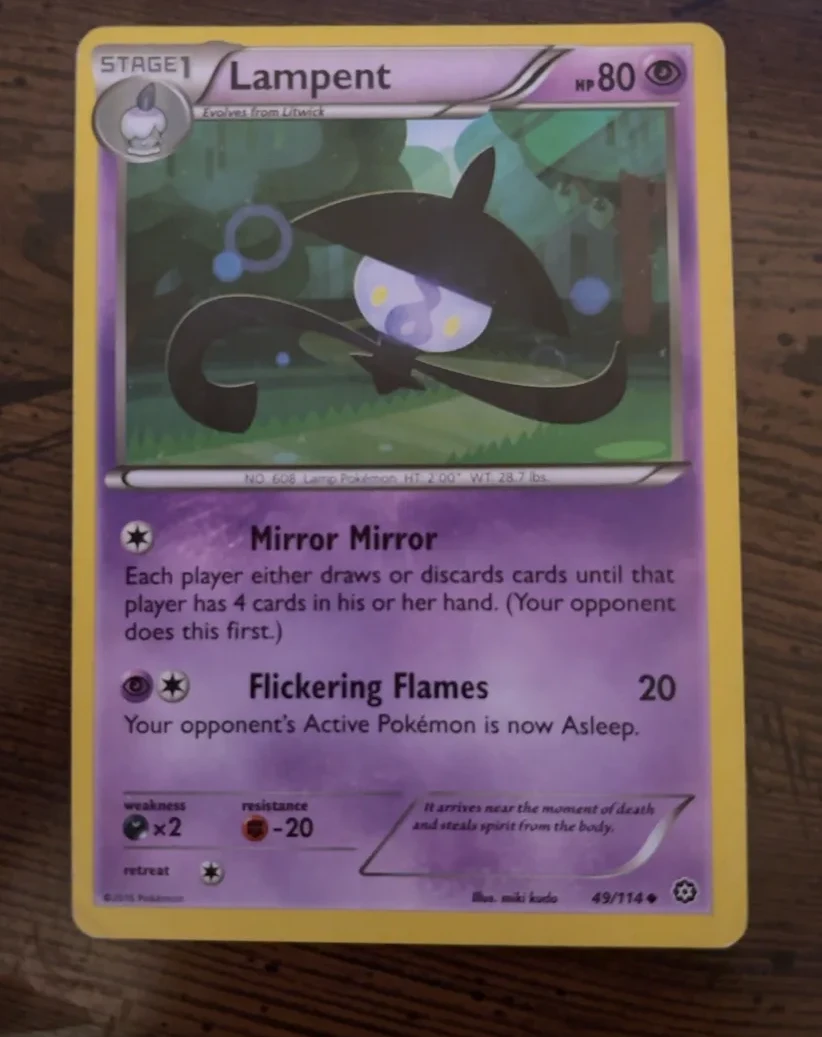 STAGE1
Lampent
HP 80
Evolves from Litwick
NO. 608 Lamp Pokémon HT: 2'00" WT: 28.7 lbs.
Mirror Mirror
Each player either draws or discards cards until that
player has 4 cards in his or her hand. (Your opponent
does this first.)
Flickering Flames 20
Your opponent's Active Pokémon is now Asleep.
weakness resistance
×2 -20
It arrives near the moment of death
and steals spirit from the body.
retreat
©2016 Pokémon Illus. miki kudo 49/114